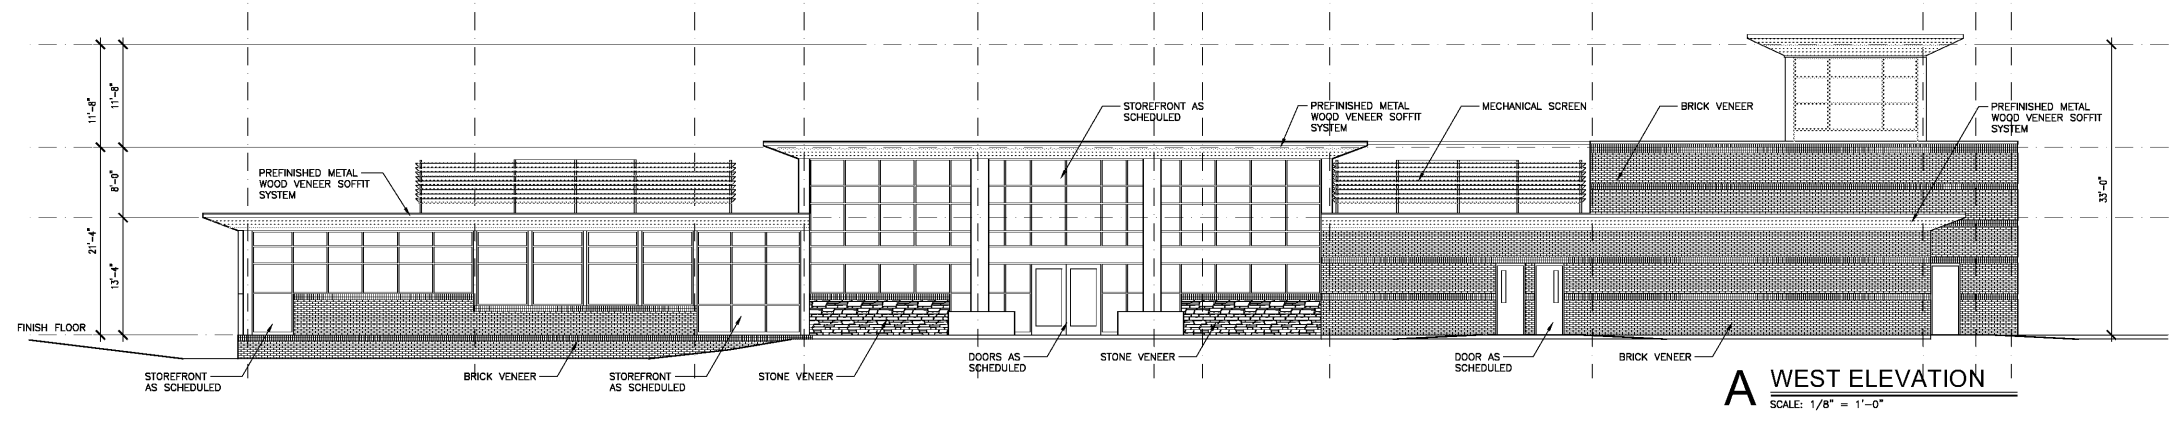 11'-8"
11'-8"
STOREFRONT AS
SCHEDULED
PREFINISHED METAL
WOOD VENEER SOFFIT
SYSTEM
MECHANICAL SCREEN
BRICK VENEER
PREFINISHED METAL
WOOD VENEER SOFFIT
SYSTEM
PREFINISHED METAL
WOOD VENEER SOFFIT
SYSTEM
8'-0"
33'-0"
21'-4"
13'-4"
FINISH FLOOR
STOREFRONT
AS SCHEDULED
BRICK VENEER
STOREFRONT
AS SCHEDULED
STONE VENEER
DOORS AS
SCHEDULED
STONE VENEER
DOOR AS
SCHEDULED
BRICK VENEER
A WEST ELEVATION
SCALE: 1/8" = 1'-0"